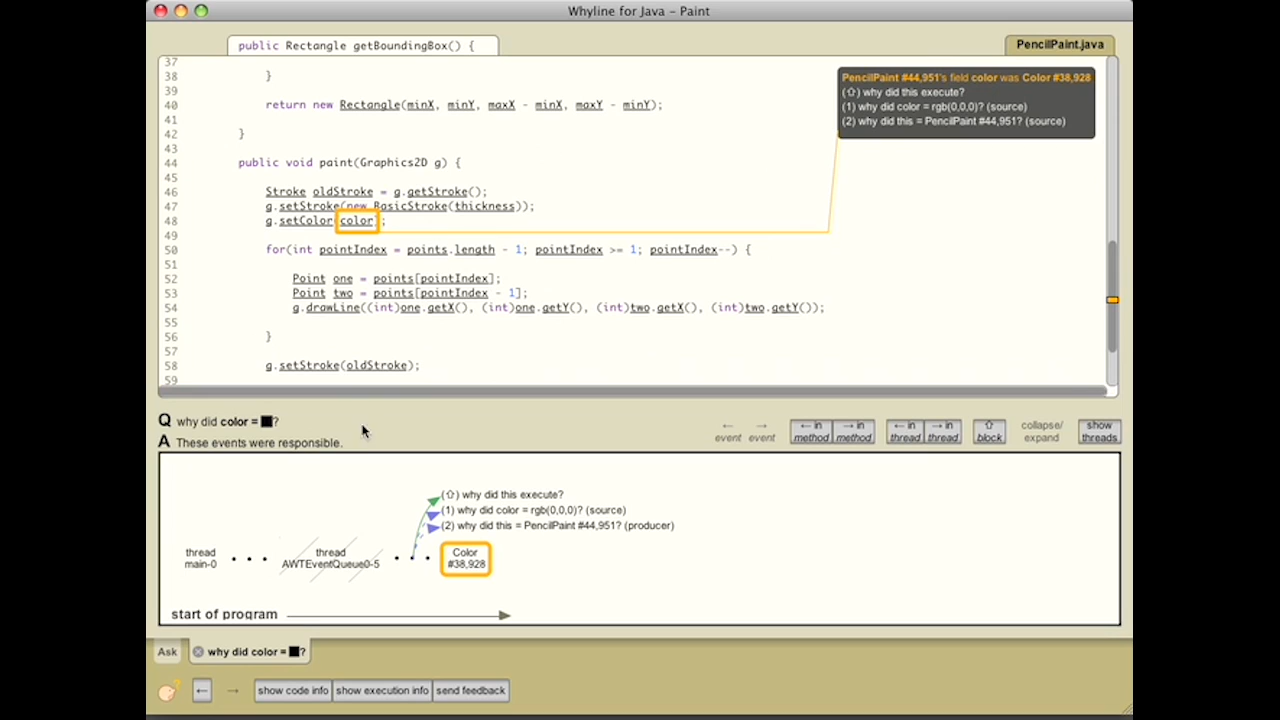 Whyline for Java - Paint
public Rectangle getBoundingBox() {
PencilPaint.java
37
38 }
39
40 return new Rectangle(minX, minY, maxX - minX, maxY - minY);
41
42 }
43
44 public void paint(Graphics2D g) {
45
46 Stroke oldStroke = g.getStroke();
47 g.setStroke(new BasicStroke(thickness));
48 g.setColor(color);
49
50 for(int pointIndex = points.length - 1; pointIndex >= 1; pointIndex--) {
51
52 Point one = points[pointIndex];
53 Point two = points[pointIndex - 1];
54 g.drawLine((int)one.getX(), (int)one.getY(), (int)two.getX(), (int)two.getY());
55
56 }
57
58 g.setStroke(oldStroke);
59
PencilPaint #44,951's field color was Color #38,928
(⇧) why did this execute?
(1) why did color = rgb(0,0,0)? (source)
(2) why did this = PencilPaint #44,951? (source)
Q why did color = ■?
A These events were responsible.
← event
→ event
← in method
→ in method
← in thread
→ in thread
⇧ block
collapse/ expand
show threads
(⇧) why did this execute?
(1) why did color = rgb(0,0,0)? (source)
(2) why did this = PencilPaint #44,951? (producer)
thread main-0
thread AWTEventQueue0-5
Color #38,928
start of program
Ask
why did color = ■?
← →
show code info
show execution info
send feedback